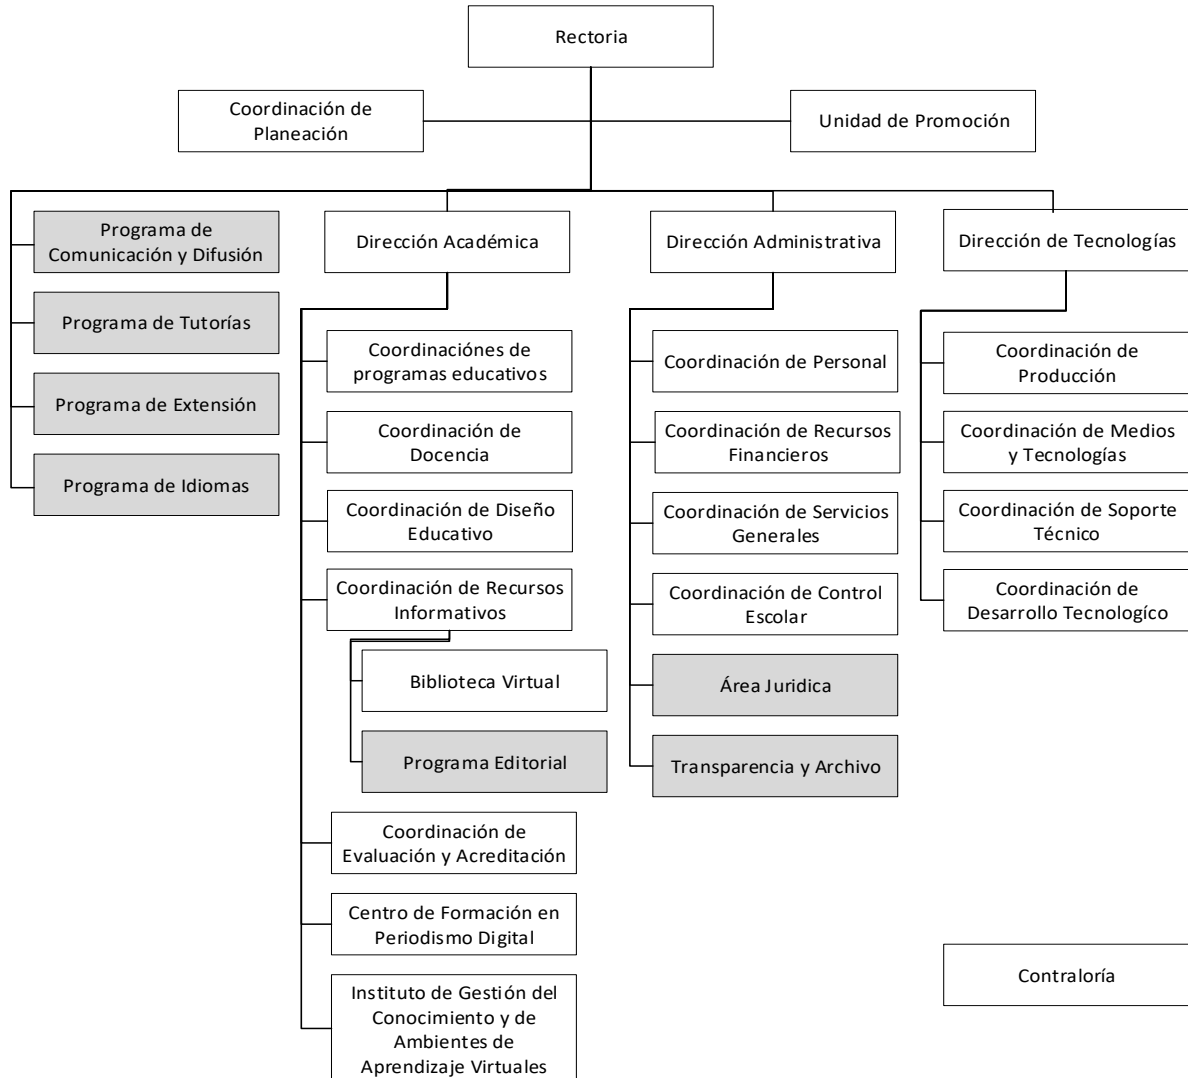 Rectoria
Coordinación de
Planeación
Unidad de Promoción
Programa de
Comunicación y Difusión
Programa de Tutorías
Programa de Extensión
Programa de Idiomas
Dirección Académica
Coordinaciónes de
programas educativos
Coordinación de
Docencia
Coordinación de Diseño
Educativo
Coordinación de Recursos
Informativos
Biblioteca Virtual
Programa Editorial
Coordinación de
Evaluación y Acreditación
Centro de Formación en
Periodismo Digital
Instituto de Gestión del
Conocimiento y de
Ambientes de
Aprendizaje Virtuales
Dirección Administrativa
Coordinación de Personal
Coordinación de Recursos
Financieros
Coordinación de Servicios
Generales
Coordinación de Control
Escolar
Área Juridica
Transparencia y Archivo
Dirección de Tecnologías
Coordinación de
Producción
Coordinación de Medios
y Tecnologías
Coordinación de Soporte
Técnico
Coordinación de
Desarrollo Tecnologíco
Contraloría